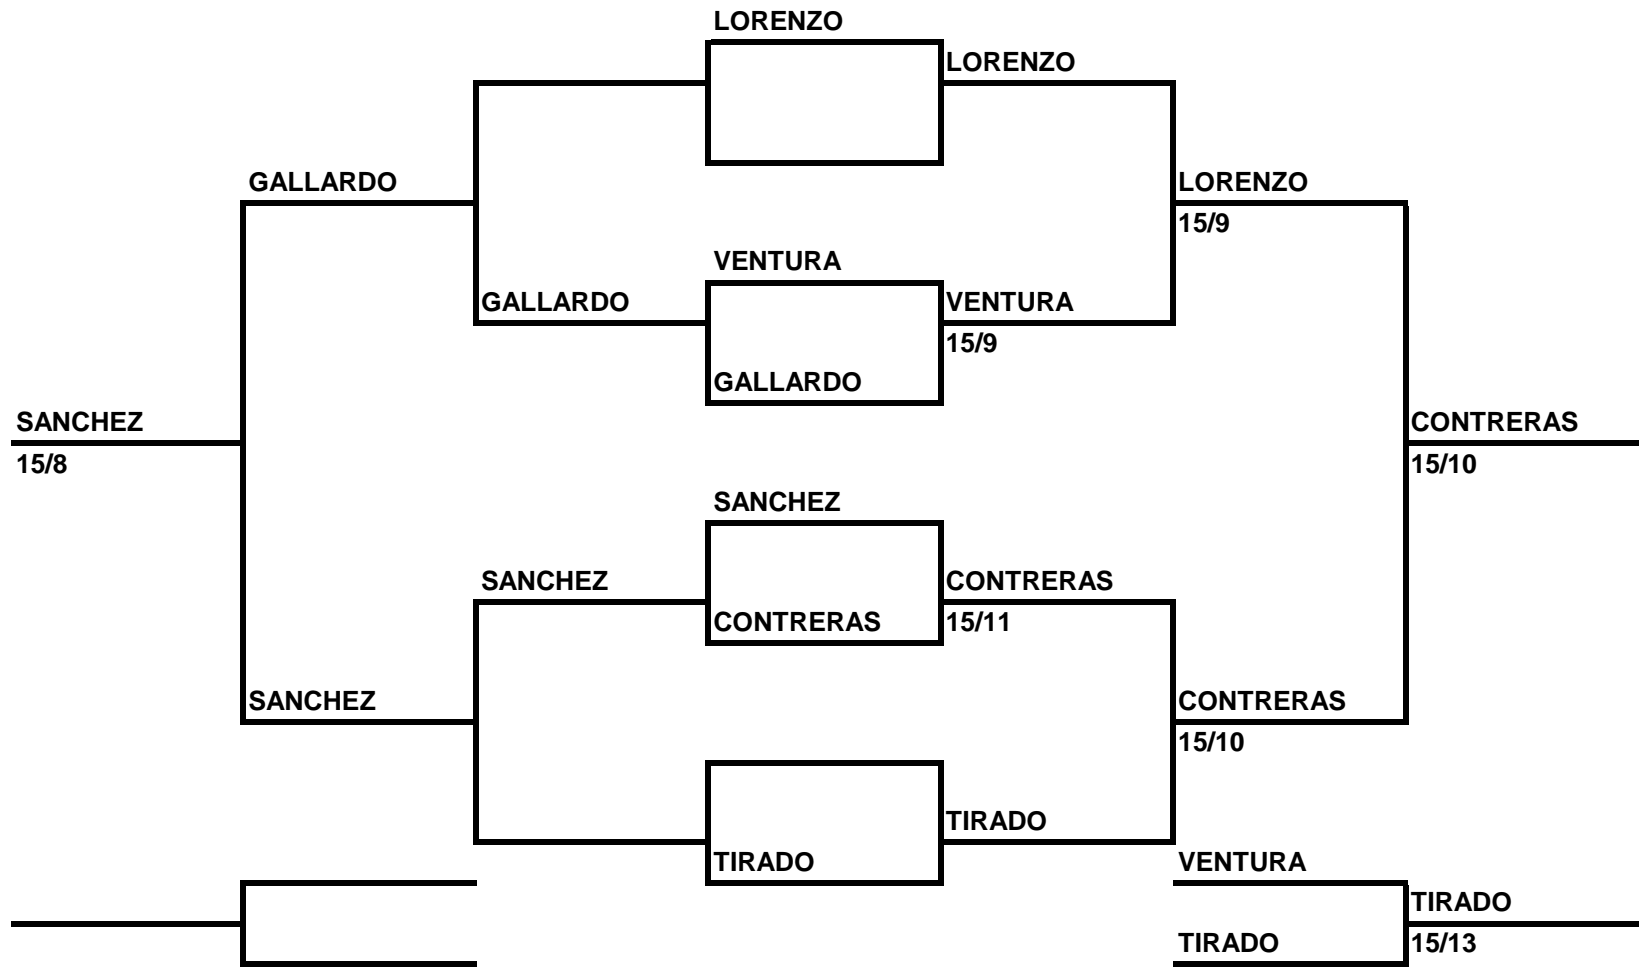 LORENZO
LORENZO
GALLARDO
LORENZO
15/9
VENTURA
GALLARDO
VENTURA
15/9
GALLARDO
SANCHEZ
CONTRERAS
15/8
15/10
SANCHEZ
SANCHEZ
CONTRERAS
CONTRERAS
15/11
SANCHEZ
CONTRERAS
15/10
TIRADO
TIRADO
VENTURA
TIRADO
TIRADO
15/13